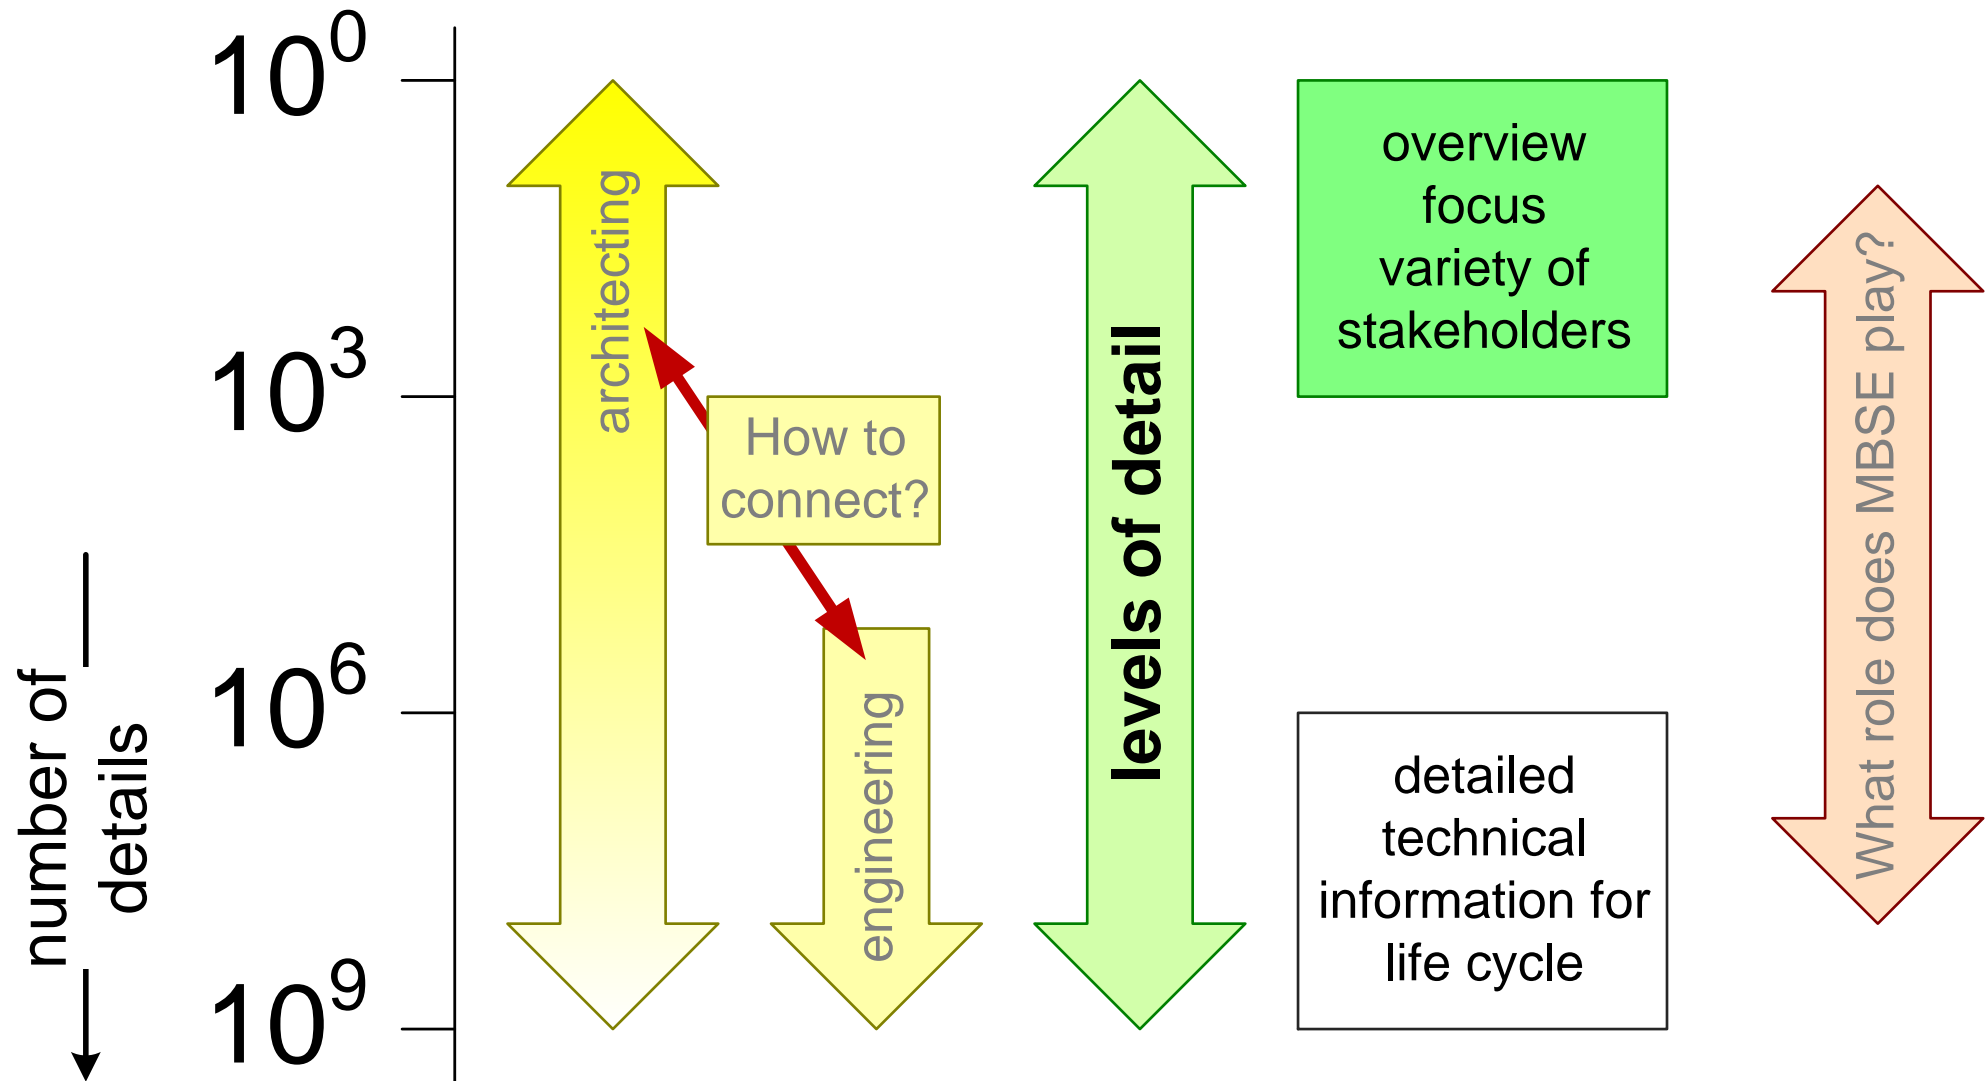 number of
details
10^0
10^3
10^6
10^9
architecting
How to
connect?
engineering
levels of detail
overview
focus
variety of
stakeholders
detailed
technical
information for
life cycle
What role does MBSE play?